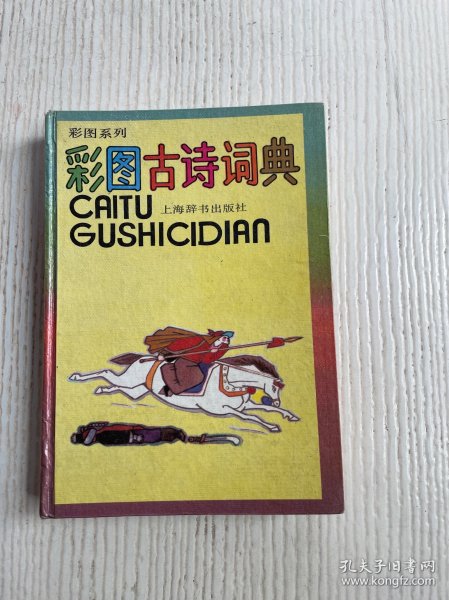 彩图系列
彩图古诗词典
CAITU
上海辞书出版社
GUSHICIDIAN
孔夫子旧书网
www.kongfz.com